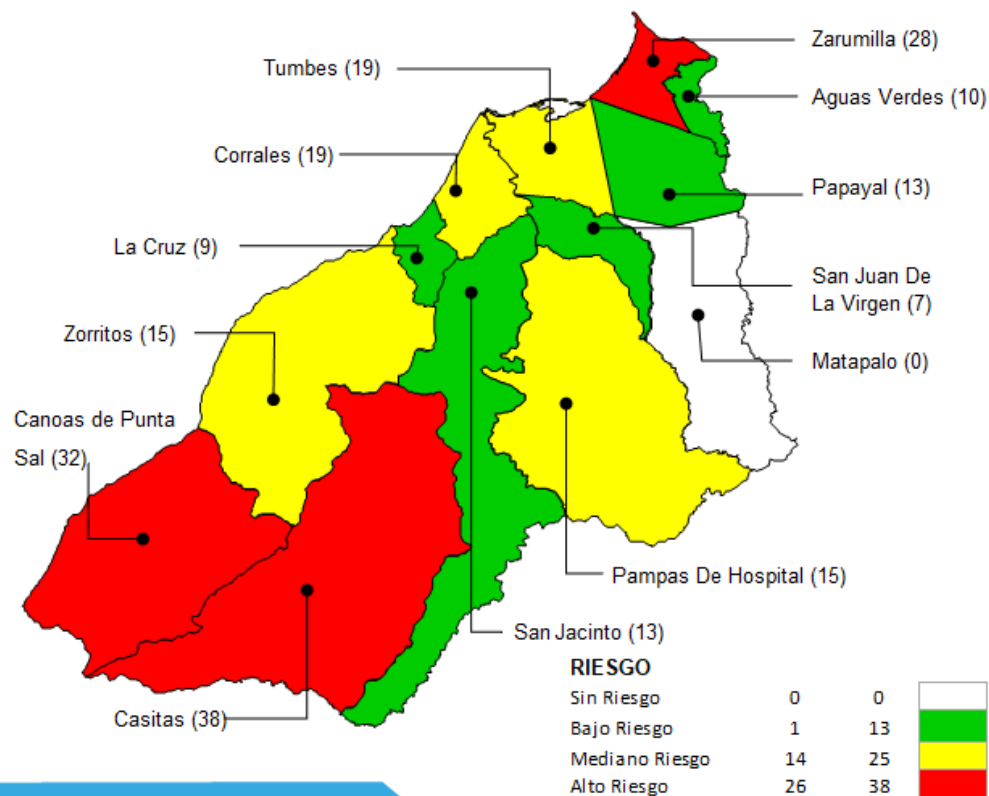 Zarumilla (28)
Tumbes (19)
Aguas Verdes (10)
Corrales (19)
Papayal (13)
La Cruz (9)
San Juan De
La Virgen (7)
Zorritos (15)
Matapalo (0)
Canoas de Punta
Sal (32)
Pampas De Hospital (15)
San Jacinto (13)
Casitas (38)
RIESGO
Sin Riesgo 0 0
Bajo Riesgo 1 13
Mediano Riesgo 14 25
Alto Riesgo 26 38